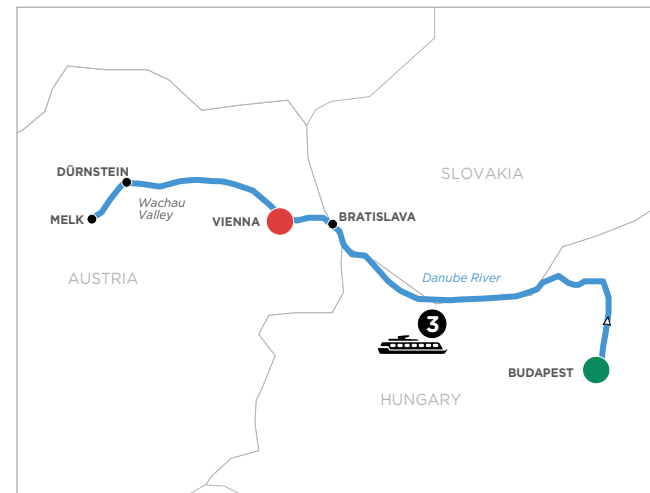 SLOVAKIA
DÜRNSTEIN
Wachau
Valley
MELK
VIENNA
BRATISLAVA
AUSTRIA
Danube River
3
BUDAPEST
HUNGARY